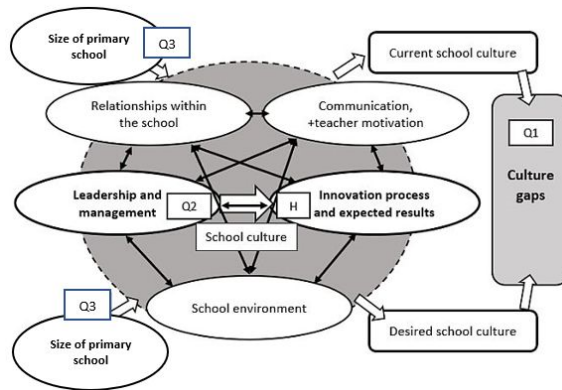 Size of primary
school
Q3
Current school culture
Relationships within
the school
Communication,
+teacher motivation
Q1
Culture
gaps
Leadership and
management
Q2
H
Innovation process
and expected results
School culture
Q3
School environment
Size of primary
school
Desired school culture